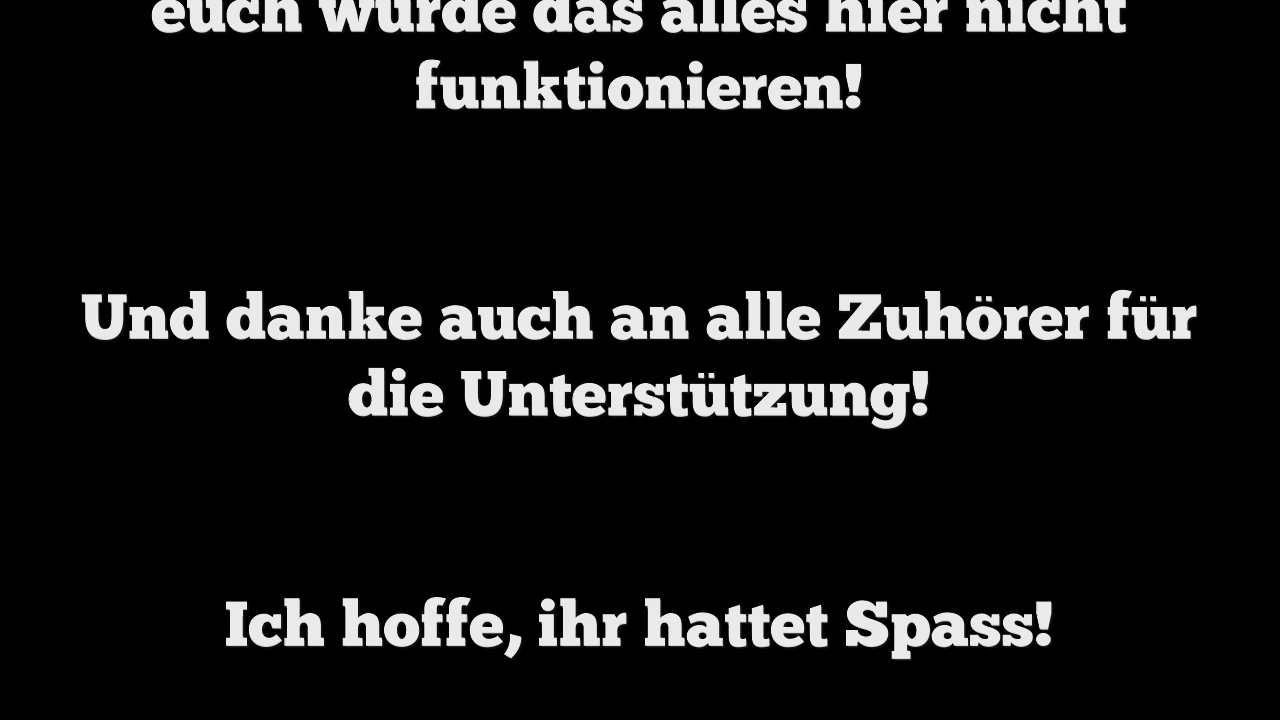 euch würde das alles hier nicht
funktionieren!
Und danke auch an alle Zuhörer für
die Unterstützung!
Ich hoffe, ihr hattet Spass!